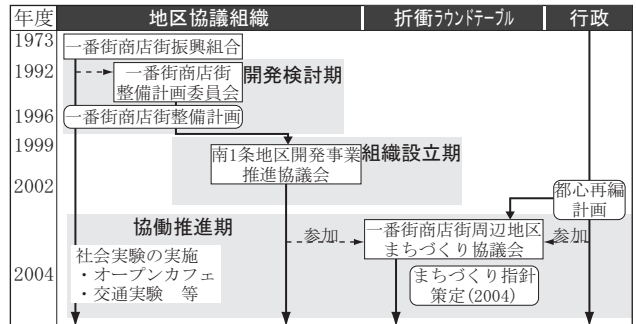 年度 地区協議組織 折衝ラウンドテーブル 行政
1973 一番街商店街振興組合
1992 一番街商店街
整備計画委員会 開発検討期
1996 一番街商店街整備計画
1999 南1条地区開発事業
推進協議会 組織設立期
2002 都心再編
計画
協働推進期
一番街商店街周辺地区
まちづくり協議会
参加 参加
社会実験の実施
・オープンカフェ
・交通実験 等
2004 まちづくり指針
策定(2004)